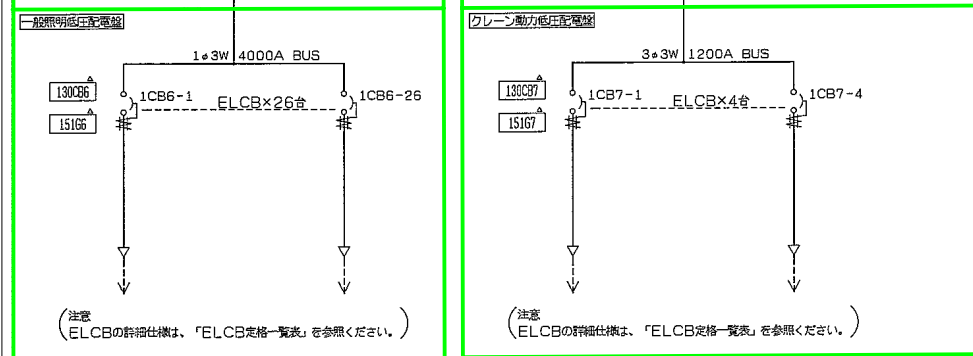 一般照明低圧配電盤
1φ3W 4000A BUS
130CB6
151G6
1CB6-1
ELCB×26台
1CB6-26
(注意
ELCBの詳細仕様は、「ELCB定格一覧表」を参照ください。)
クレーン動力低圧配電盤
3φ3W 1200A BUS
130CB7
151G7
1CB7-1
ELCB×4台
1CB7-4
(注意
ELCBの詳細仕様は、「ELCB定格一覧表」を参照ください。)